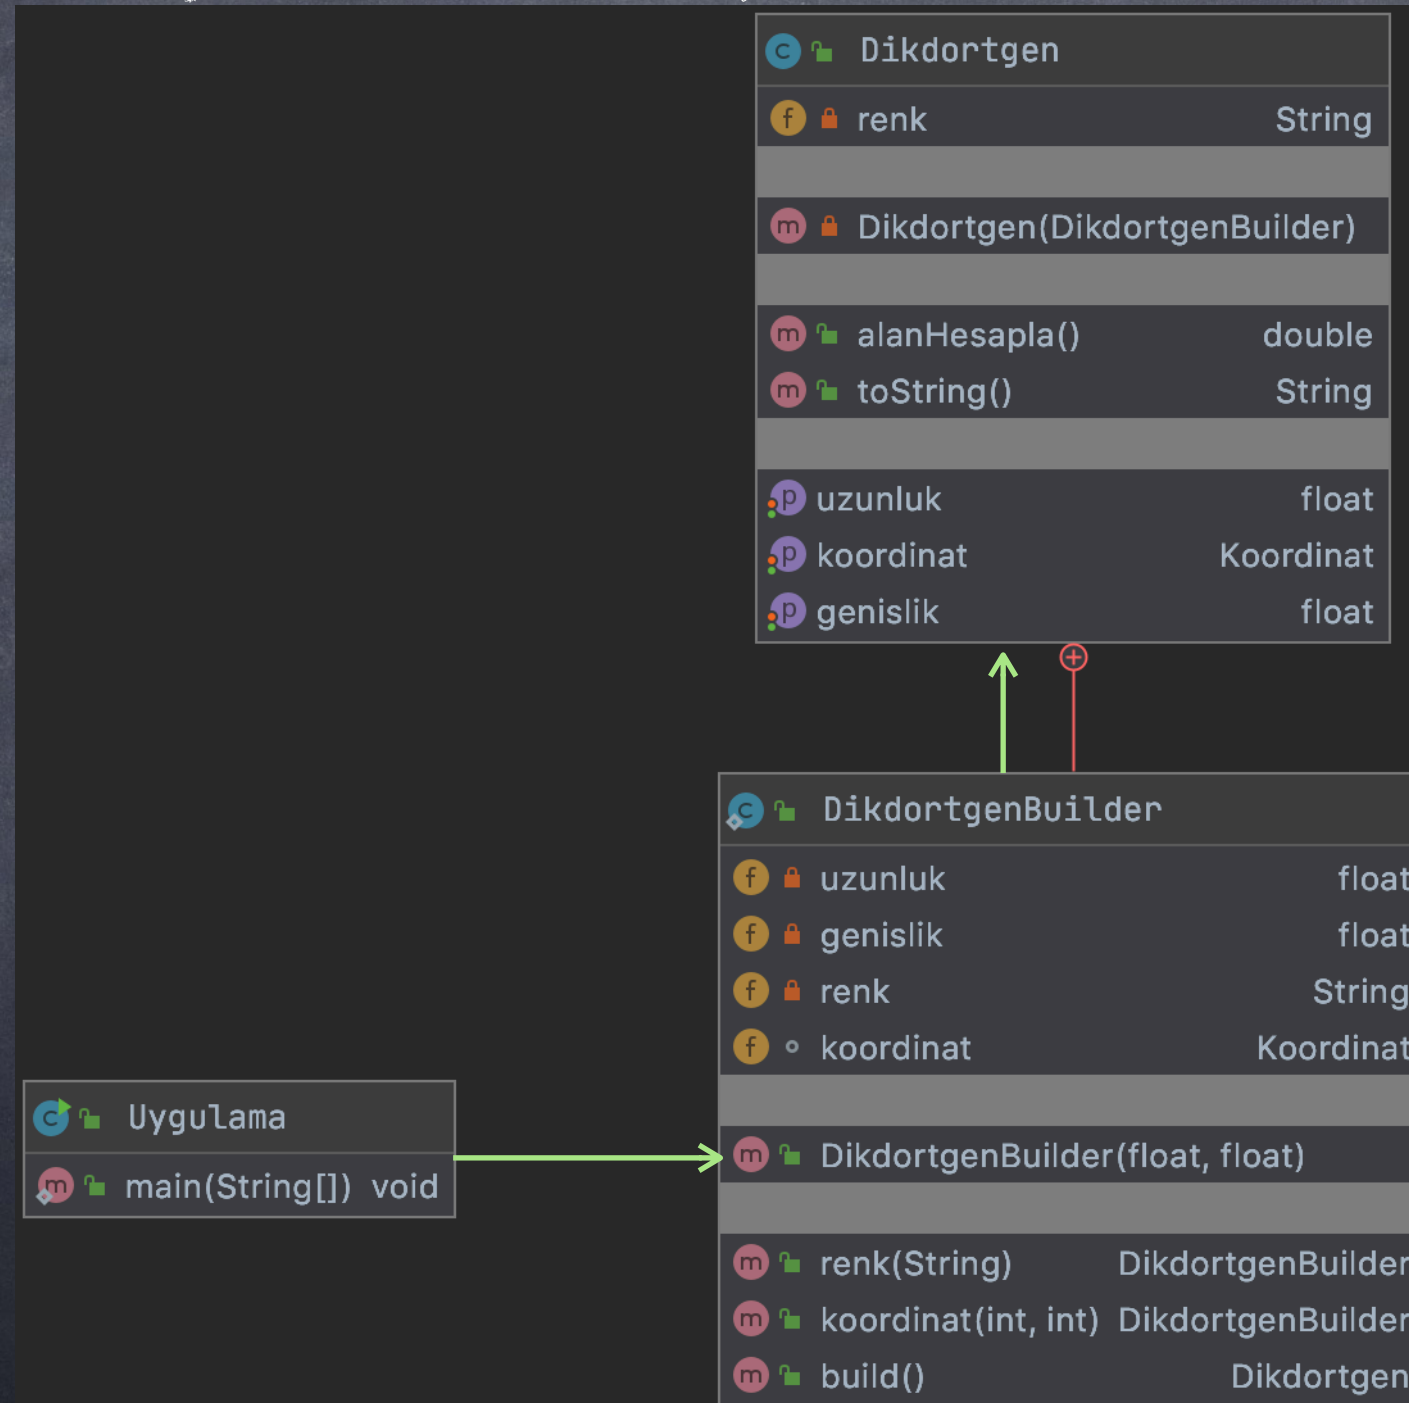 Dikdortgen
renk String
Dikdortgen(DikdortgenBuilder)
alanHesapla() double
toString() String
uzunluk float
koordinat Koordinat
genislik float
DikdortgenBuilder
uzunluk float
genislik float
renk String
koordinat Koordinat
DikdortgenBuilder(float, float)
renk(String) DikdortgenBuilder
koordinat(int, int) DikdortgenBuilder
build() Dikdortgen
Uygulama
main(String[]) void